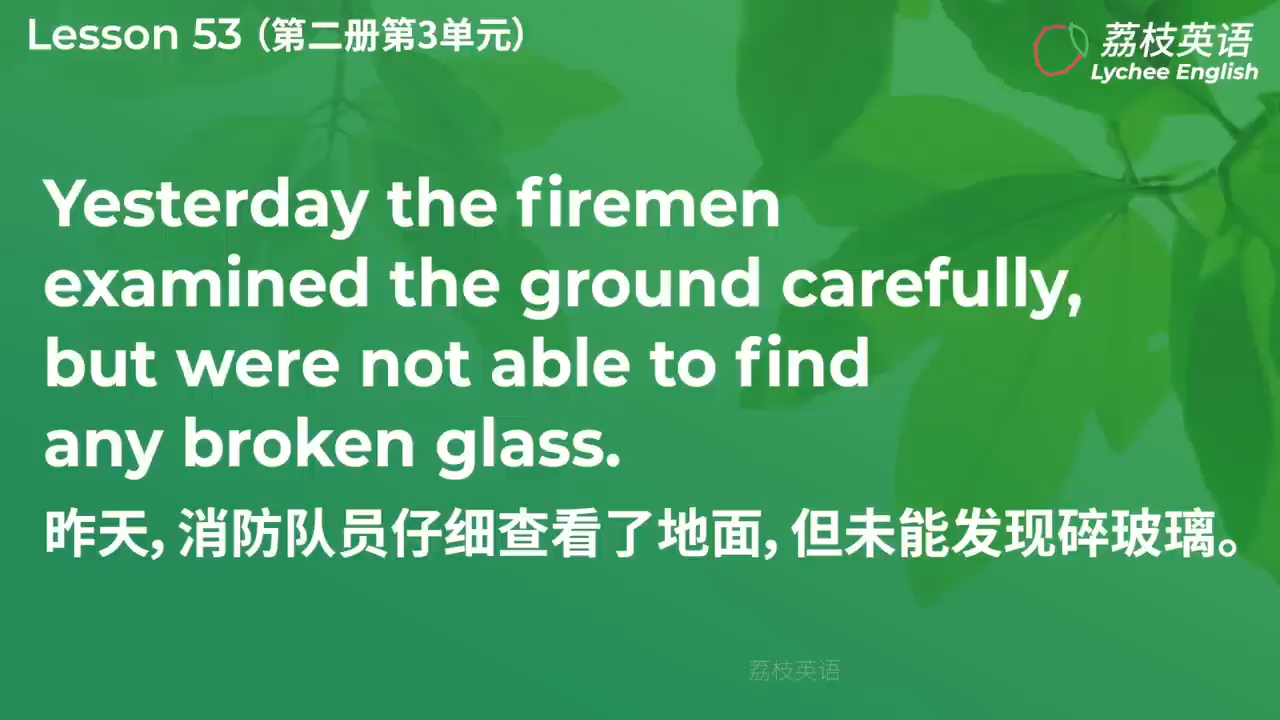 Lesson 53（第二册第3单元）
荔枝英语
Lychee English
Yesterday the firemen
examined the ground carefully,
but were not able to find
any broken glass.
昨天, 消防队员仔细查看了地面, 但未能发现碎玻璃。
荔枝英语